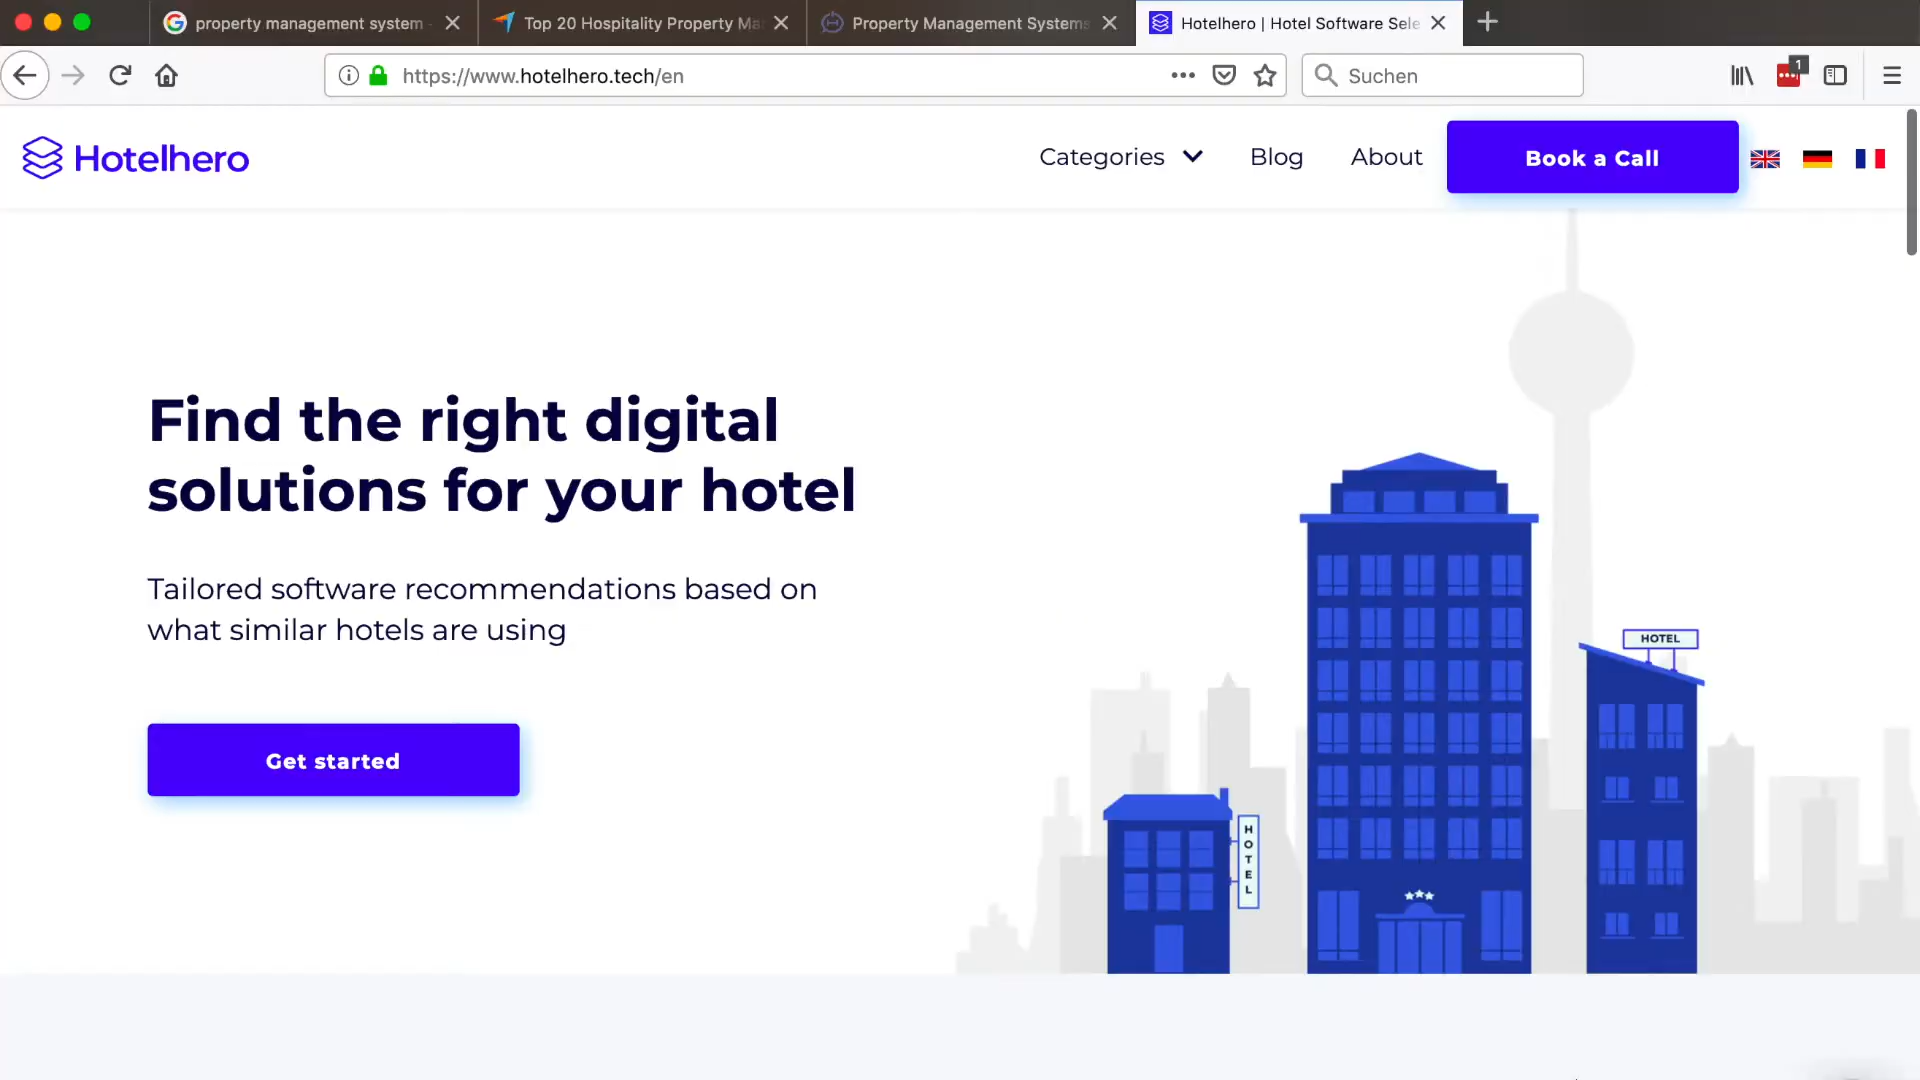 property management system
Top 20 Hospitality Property Ma
Property Management Systems
Hotelhero | Hotel Software Sele
https://www.hotelhero.tech/en
Suchen
1
Hotelhero
Categories
Blog
About
Book a Call
Find the right digital
solutions for your hotel
Tailored software recommendations based on
what similar hotels are using
Get started
HOTEL
HOTEL